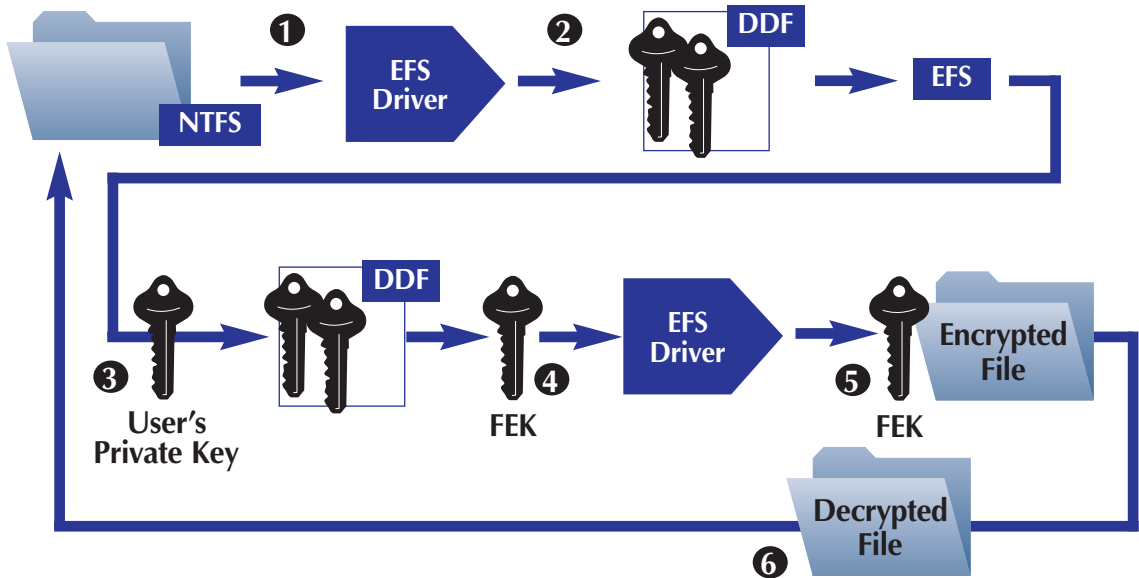 1
2
DDF
EFS
Driver
EFS
NTFS
DDF
EFS
Driver
Encrypted
File
3
4
5
User's
Private Key
FEK
FEK
Decrypted
File
6